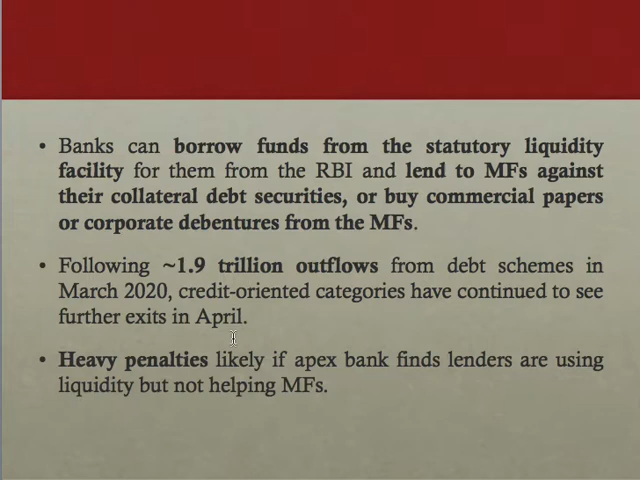 • Banks can borrow funds from the statutory liquidity
facility for them from the RBI and lend to MFs against
their collateral debt securities, or buy commercial papers
or corporate debentures from the MFs.
• Following ~1.9 trillion outflows from debt schemes in
March 2020, credit-oriented categories have continued to see
further exits in April.
• Heavy penalties likely if apex bank finds lenders are using
liquidity but not helping MFs.